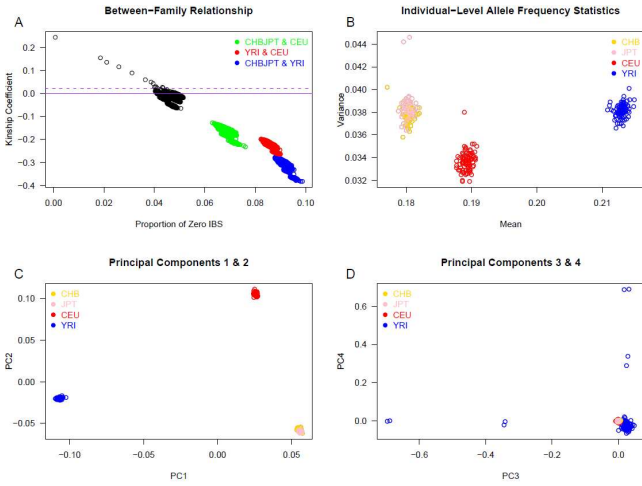 A
Between-Family Relationship
Kinship Coefficient
0.2
0.1
0.0
-0.1
-0.2
-0.3
-0.4
CHBJPT & CEU
YRI & CEU
CHBJPT & YRI
0.00
0.02
0.04
0.06
0.08
0.10
Proportion of Zero IBS
B
Individual-Level Allele Frequency Statistics
Variance
0.044
0.042
0.040
0.038
0.036
0.034
0.032
CHB
JPT
CEU
YRI
0.18
0.19
0.20
0.21
Mean
C
Principal Components 1 & 2
PC2
0.10
0.05
0.00
-0.05
CHB
JPT
CEU
YRI
-0.10
-0.05
0.00
0.05
PC1
D
Principal Components 3 & 4
PC4
0.6
0.4
0.2
0.0
CHB
JPT
CEU
YRI
-0.6
-0.4
-0.2
0.0
PC3